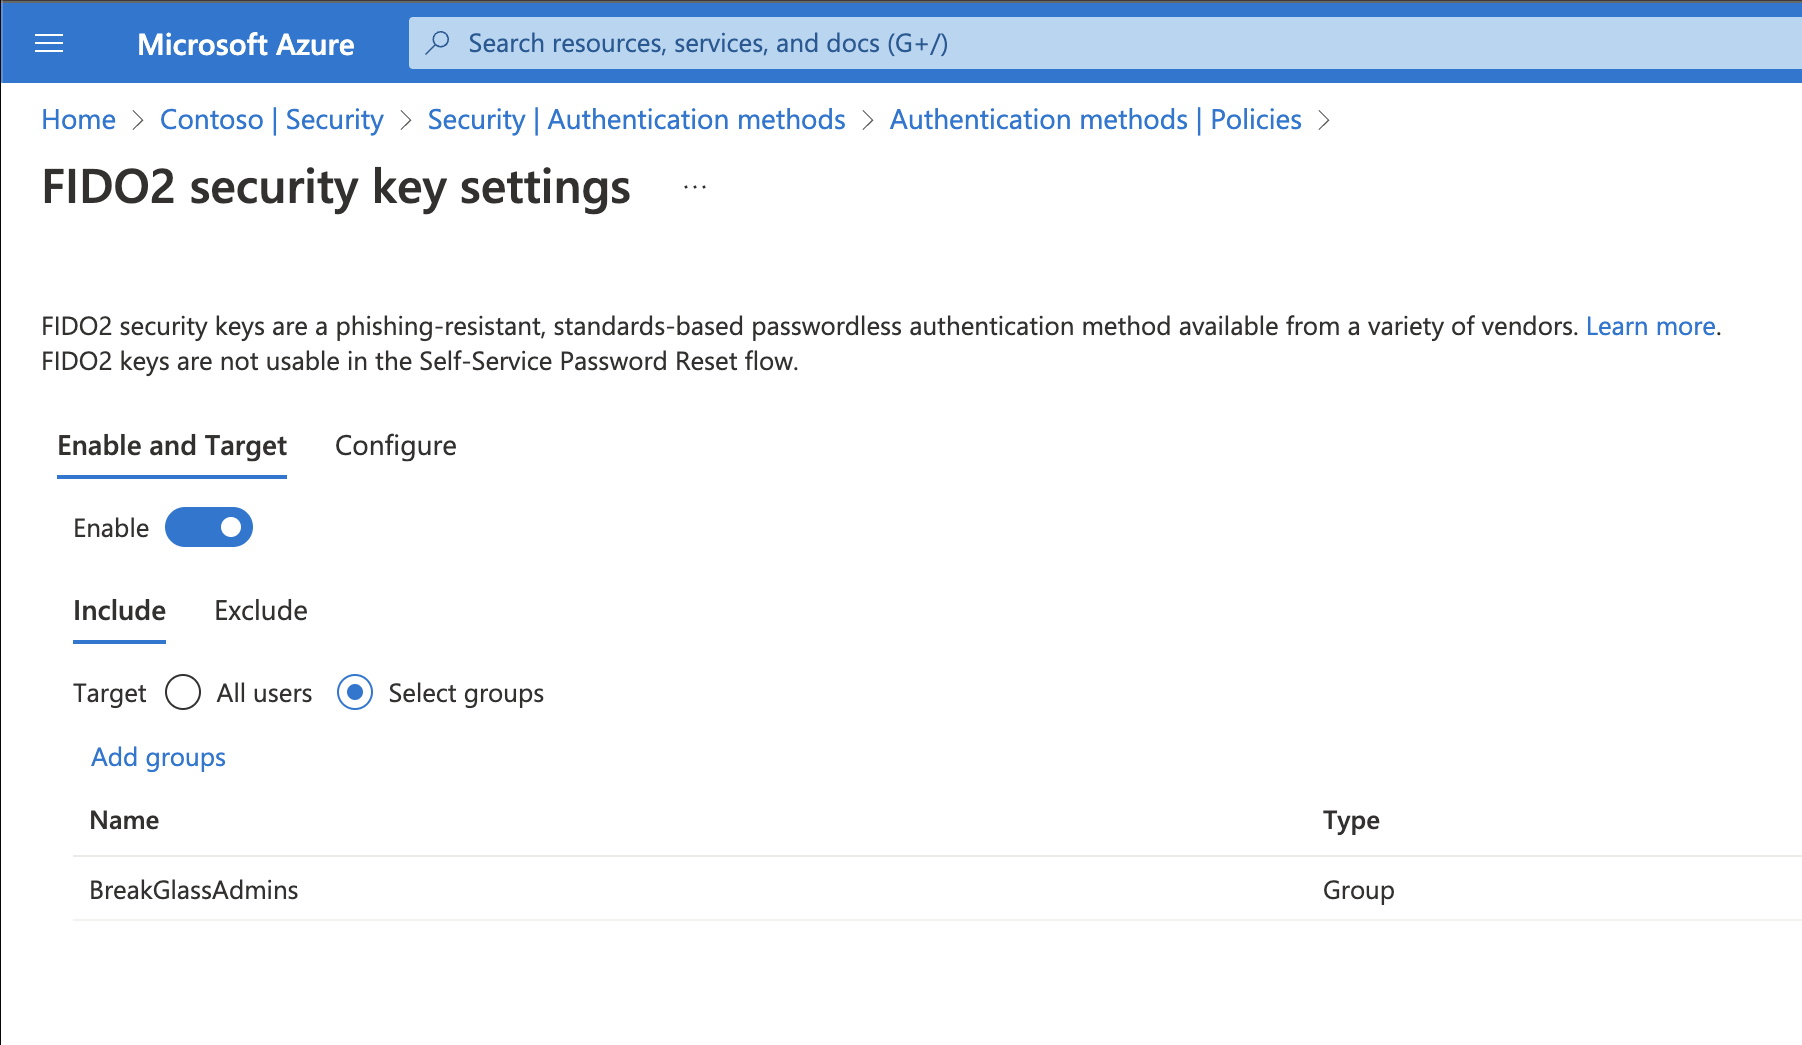 Microsoft Azure
Search resources, services, and docs (G+/)
Home > Contoso | Security > Security | Authentication methods > Authentication methods | Policies >
FIDO2 security key settings ...
FIDO2 security keys are a phishing-resistant, standards-based passwordless authentication method available from a variety of vendors. Learn more.
FIDO2 keys are not usable in the Self-Service Password Reset flow.
Enable and Target Configure
Enable
Include Exclude
Target All users Select groups
Add groups
Name Type
BreakGlassAdmins Group